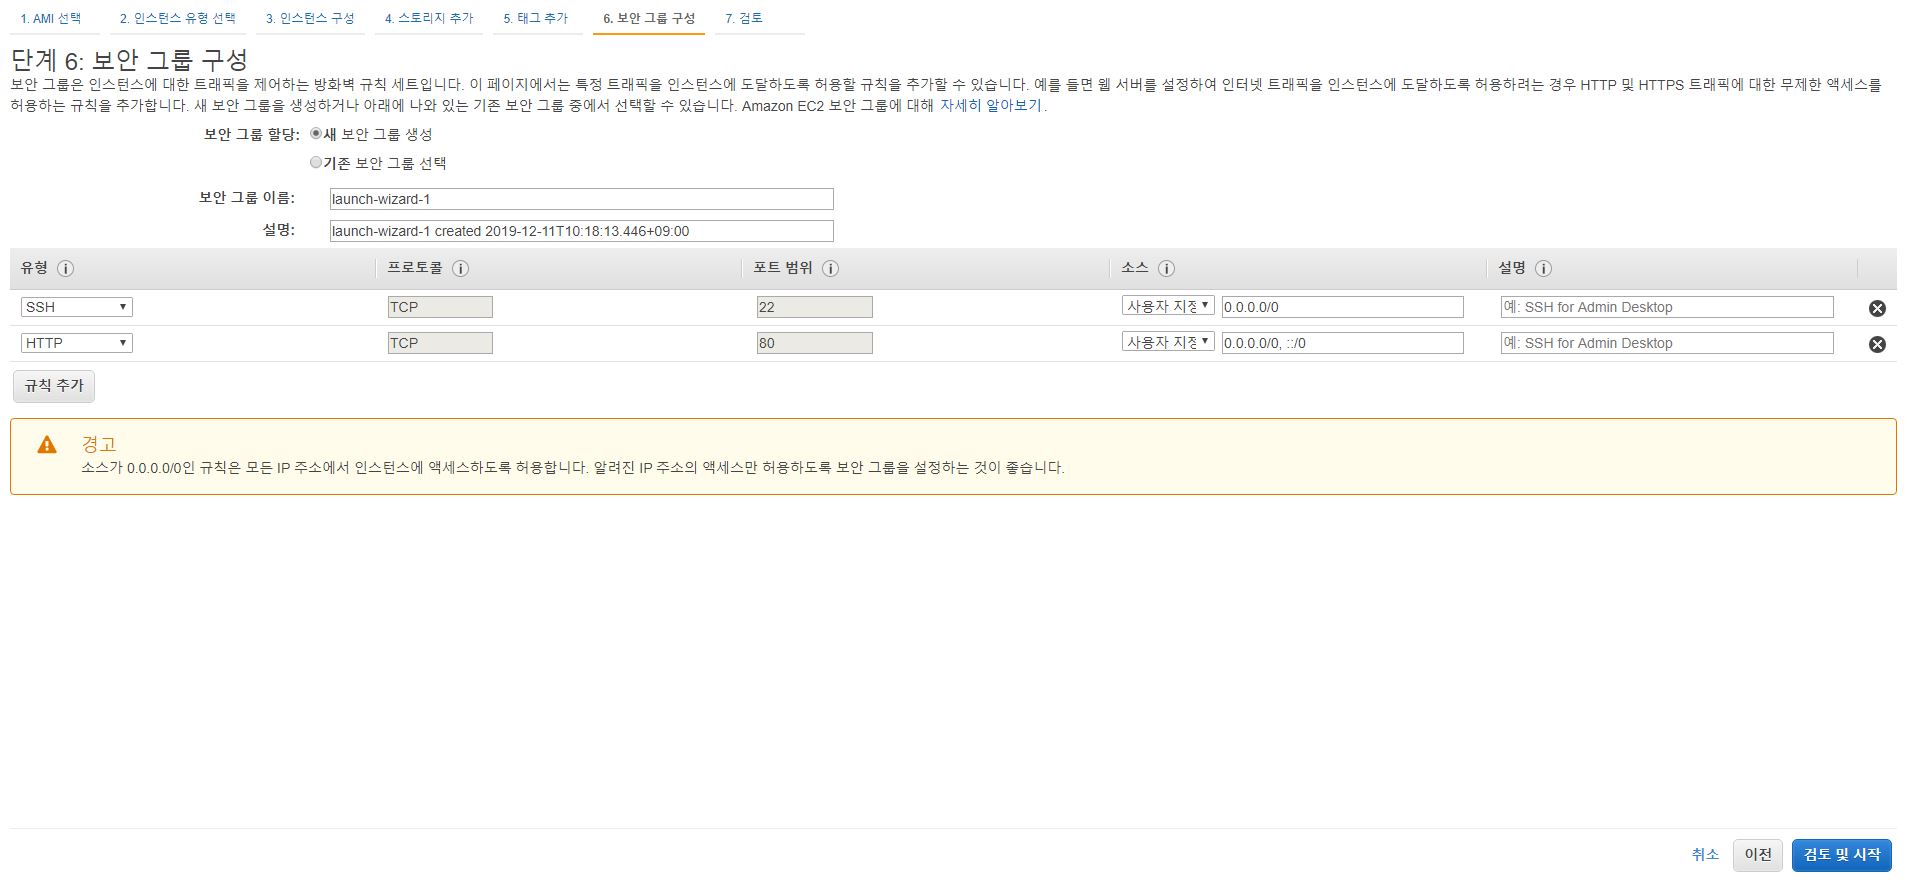 1. AMI 선택 2. 인스턴스 유형 선택 3. 인스턴스 구성 4. 스토리지 추가 5. 태그 추가 6. 보안 그룹 구성 7. 검토
단계 6: 보안 그룹 구성
보안 그룹은 인스턴스에 대한 트래픽을 제어하는 방화벽 규칙 세트입니다. 이 페이지에서는 특정 트래픽을 인스턴스에 도달하도록 허용할 규칙을 추가할 수 있습니다. 예를 들면 웹 서버를 설정하여 인터넷 트래픽을 인스턴스에 도달하도록 허용하려는 경우 HTTP 및 HTTPS 트래픽에 대한 무제한 액세스를
허용하는 규칙을 추가합니다. 새 보안 그룹을 생성하거나 아래에 나와 있는 기존 보안 그룹 중에서 선택할 수 있습니다. Amazon EC2 보안 그룹에 대해 자세히 알아보기.
보안 그룹 할당: 새 보안 그룹 생성
기존 보안 그룹 선택
보안 그룹 이름: launch-wizard-1
설명: launch-wizard-1 created 2019-12-11T10:18:13.446+09:00
유형 프로토콜 포트 범위 소스 설명
SSH TCP 22 사용자 지정 0.0.0.0/0 예: SSH for Admin Desktop
HTTP TCP 80 사용자 지정 0.0.0.0/0, ::/0 예: SSH for Admin Desktop
규칙 추가
경고
소스가 0.0.0.0/0인 규칙은 모든 IP 주소에서 인스턴스에 액세스하도록 허용합니다. 알려진 IP 주소의 액세스만 허용하도록 보안 그룹을 설정하는 것이 좋습니다.
취소 이전 검토 및 시작